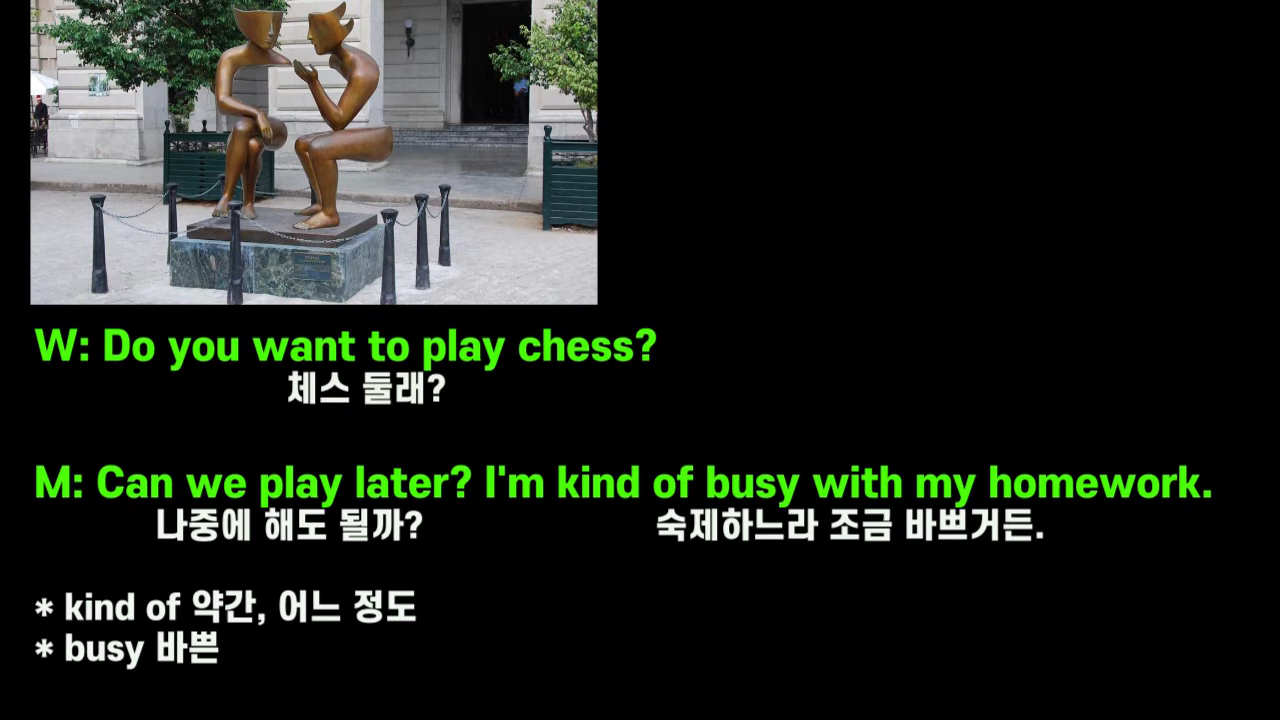 W: Do you want to play chess?
체스 둘래?
M: Can we play later? I'm kind of busy with my homework.
나중에 해도 될까? 숙제하느라 조금 바쁘거든.
* kind of 약간, 어느 정도
* busy 바쁜